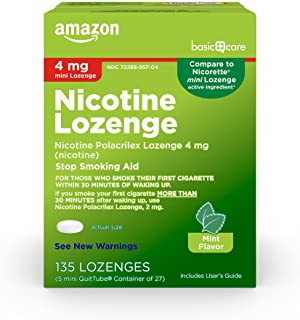 amazon
basic care
4 mg
mini Lozenge
NDC 72288-957-04
Compare to
Nicorette®
mini Lozenge
active ingredient†
Nicotine
Lozenge
Nicotine Polacrilex Lozenge 4 mg
(nicotine)
Stop Smoking Aid
FOR THOSE WHO SMOKE THEIR FIRST CIGARETTE
WITHIN 30 MINUTES OF WAKING UP.
If you smoke your first cigarette MORE THAN
30 MINUTES after waking up, use
Nicotine Polacrilex Lozenge, 2 mg.
actual size
Mint
Flavor
See New Warnings
135 LOZENGES
(5 mini QuitTube® Container of 27)
Includes User's Guide